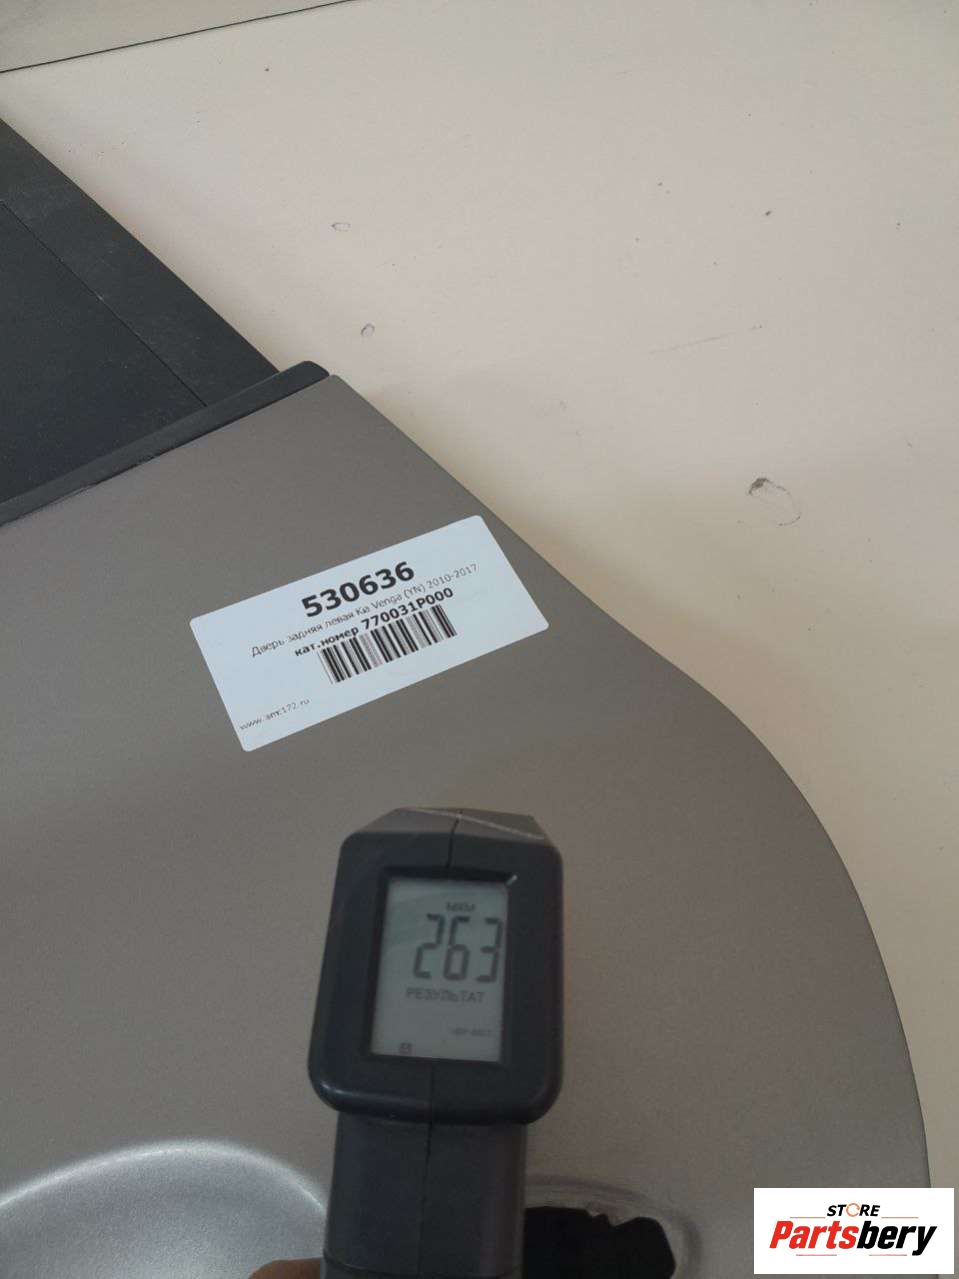 530636
Дверь задняя левая Kia Venga (YN) 2010-2017
кат.номер 770031P000
www.amc172.ru
МКМ
263
РЕЗУЛЬТАТ
STORE
Partsbery